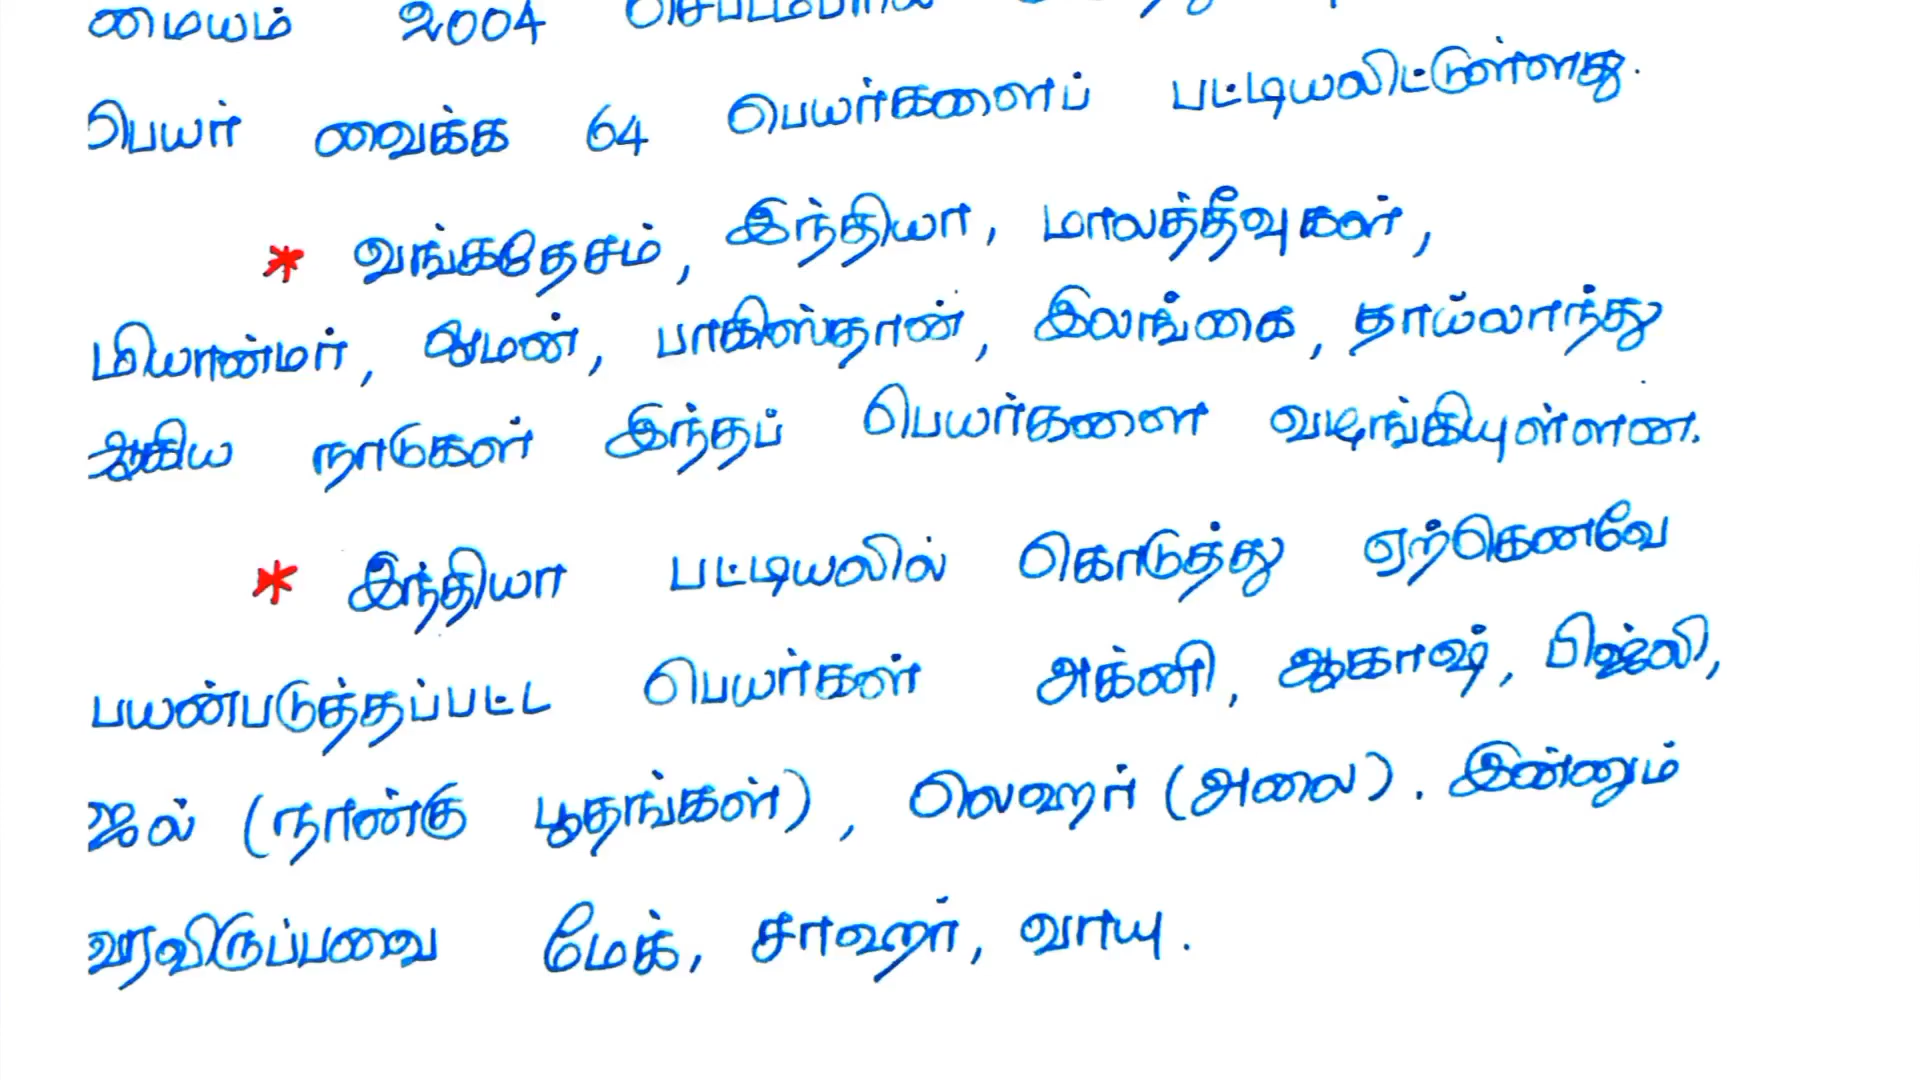 மையம் 2004 செப்டம்பரில்
பெயர் வைக்க 64 பெயர்களைப் பட்டியலிட்டுள்ளது.
* வங்கதேசம், இந்தியா, மாலத்தீவுகள்,
மியான்மர், ஓமன், பாகிஸ்தான், இலங்கை, தாய்லாந்து
ஆகிய நாடுகள் இந்தப் பெயர்களை வழங்கியுள்ளன.
* இந்தியா பட்டியலில் கொடுத்து ஏற்கெனவே
பயன்படுத்தப்பட்ட பெயர்கள் அக்னி, ஆகாஷ், பிஜ்லி,
ஜல் (நான்கு பூதங்கள்), லெஹர் (அலை). இன்னும்
வரவிருப்பவை மேக், சாஹர், வாயு.